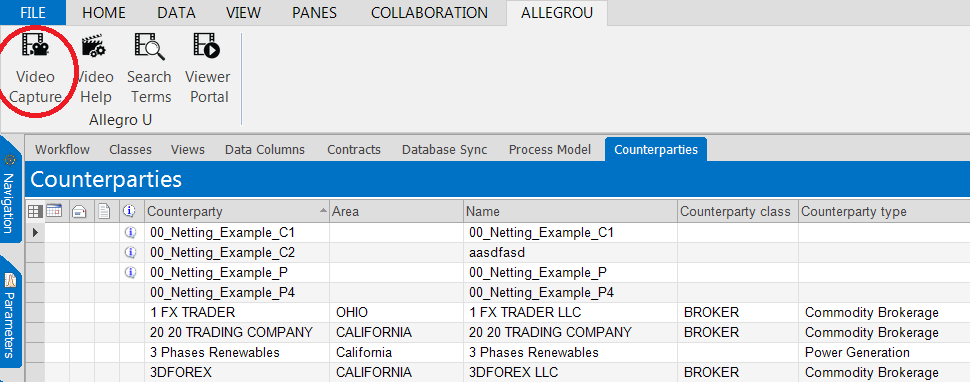 FILE HOME DATA VIEW PANES COLLABORATION ALLEGROU
Video Capture Video Help Search Terms Viewer Portal
Allegro U
Workflow Classes Views Data Columns Contracts Database Sync Process Model Counterparties
Navigation
Parameters
Counterparties
Counterparty Area Name Counterparty class Counterparty type
00_Netting_Example_C1 00_Netting_Example_C1
00_Netting_Example_C2 aasdfasd
00_Netting_Example_P 00_Netting_Example_P
00_Netting_Example_P4 00_Netting_Example_P4
1 FX TRADER OHIO 1 FX TRADER LLC BROKER Commodity Brokerage
20 20 TRADING COMPANY CALIFORNIA 20 20 TRADING COMPANY BROKER Commodity Brokerage
3 Phases Renewables California 3 Phases Renewables Power Generation
3DFOREX CALIFORNIA 3DFOREX LLC BROKER Commodity Brokerage